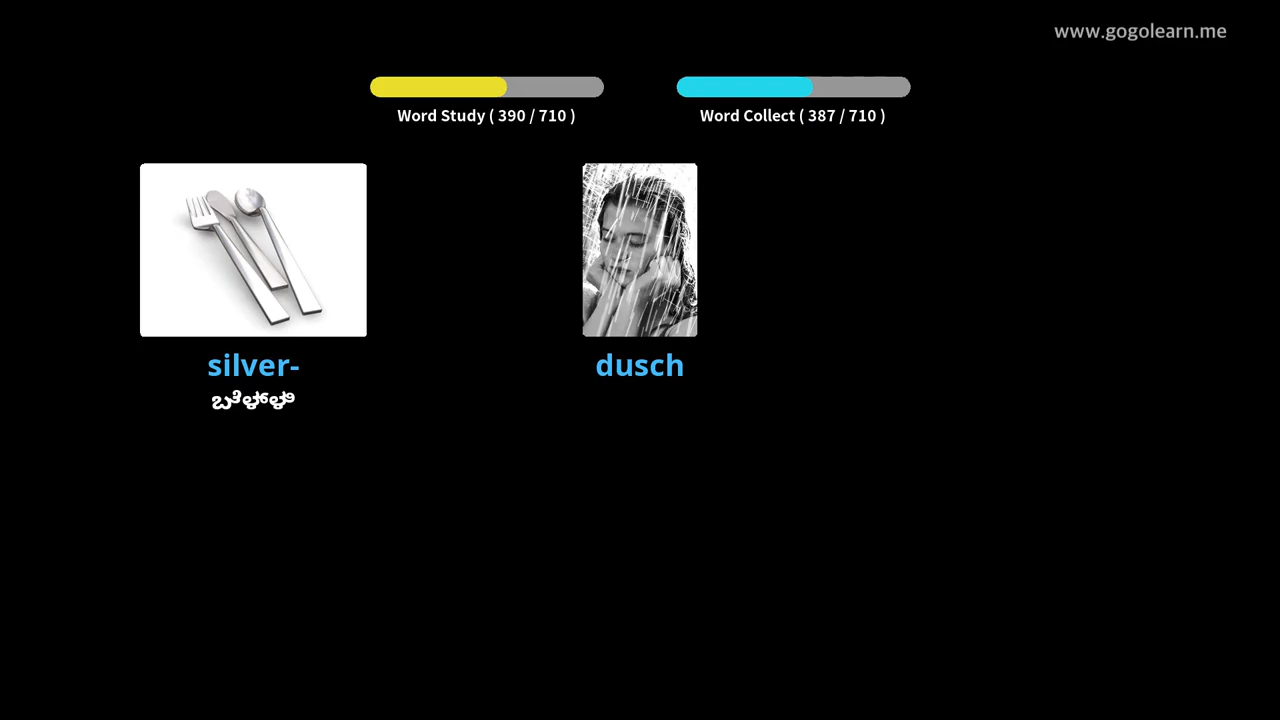 www.gogolearn.me
Word Study ( 390 / 710 )
Word Collect ( 387 / 710 )
silver-
ಬೆಳ್ಳಿ
dusch